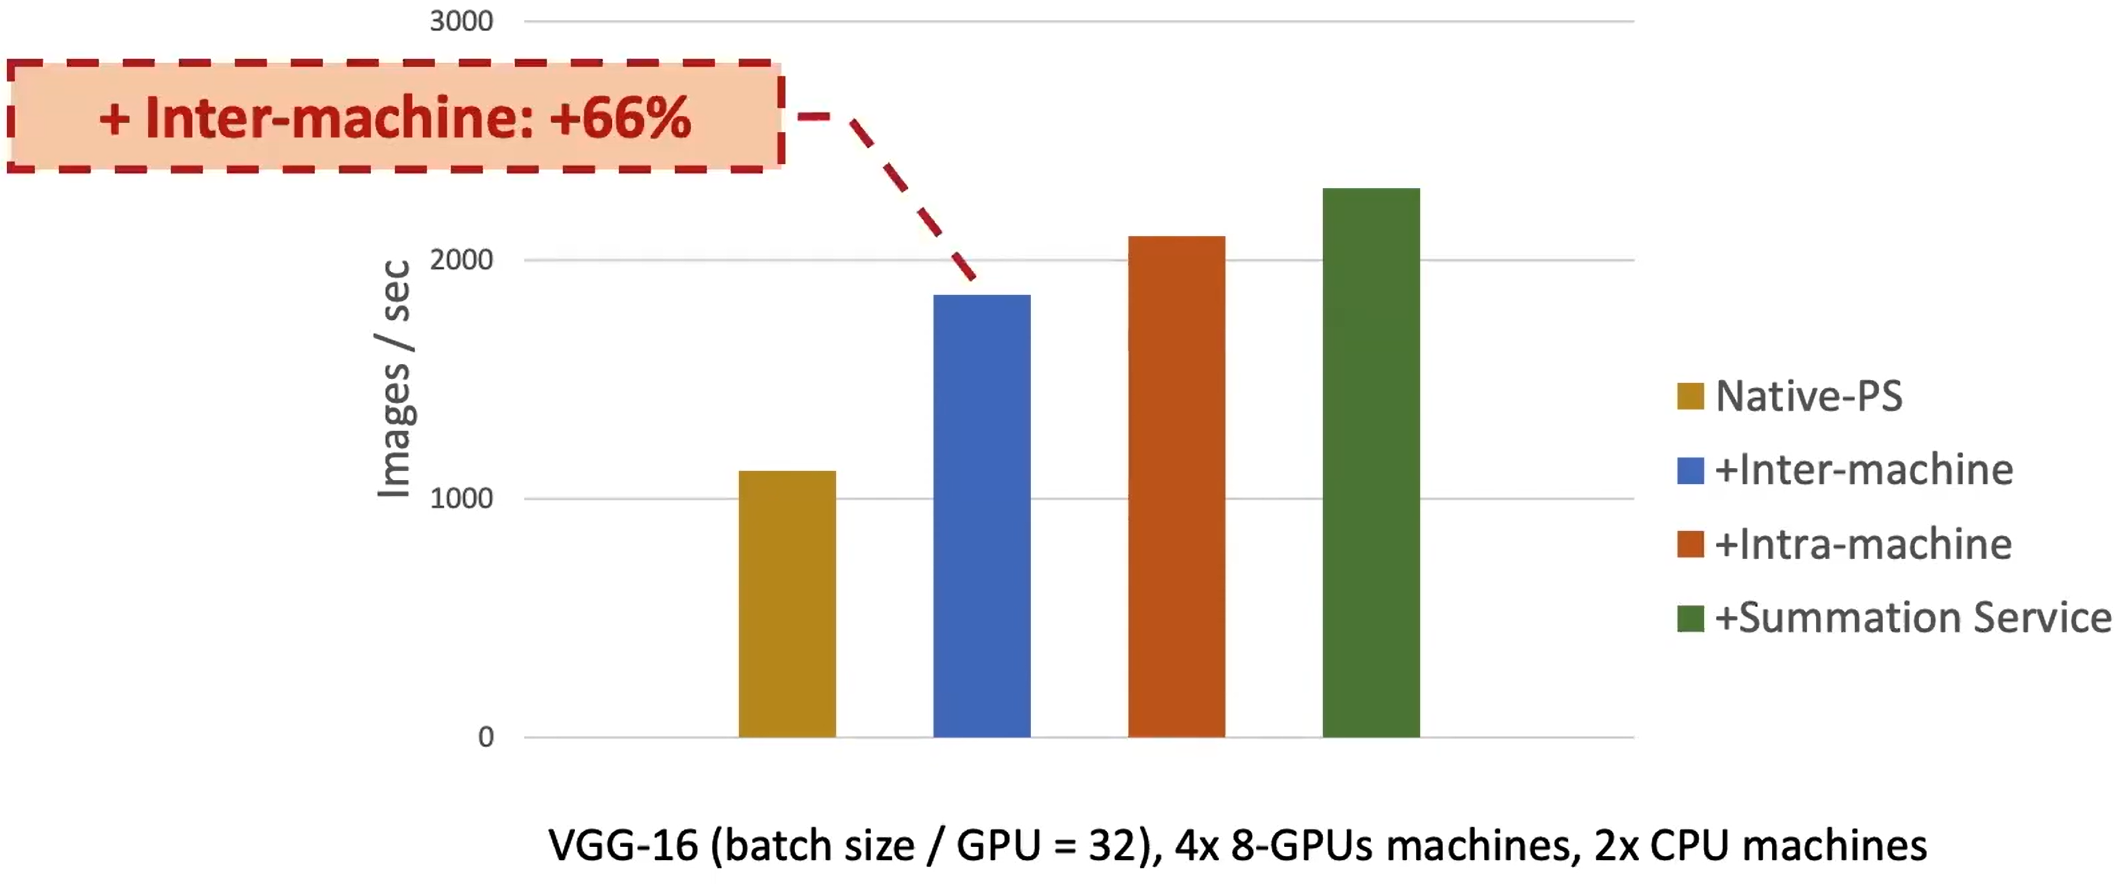 3000
+ Inter-machine: +66%
2000
Images / sec
1000
0
Native-PS
+Inter-machine
+Intra-machine
+Summation Service
VGG-16 (batch size / GPU = 32), 4x 8-GPUs machines, 2x CPU machines